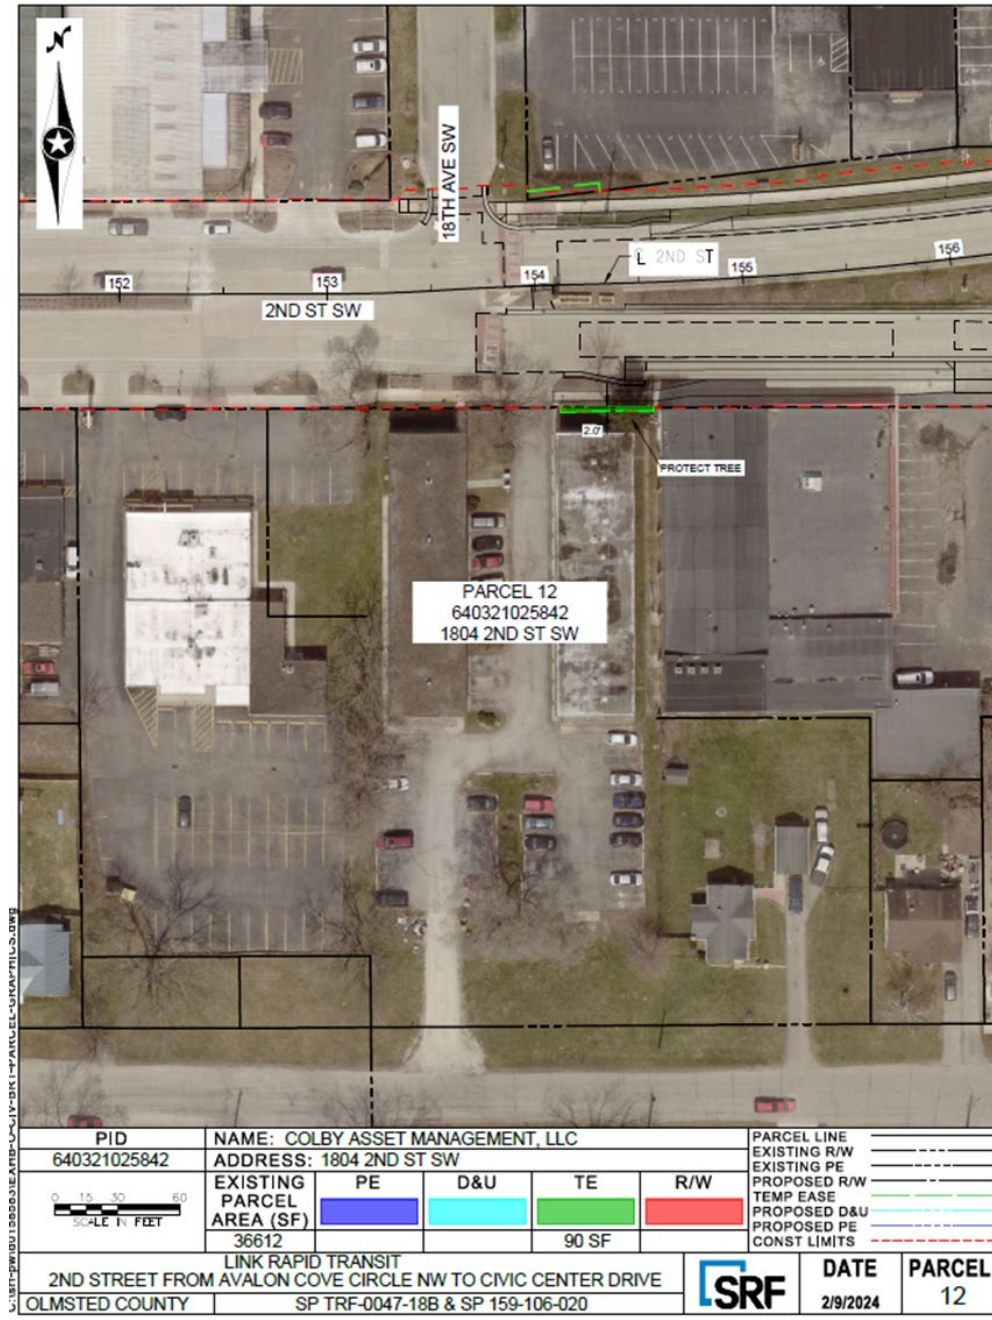 N
18TH AVE SW
2ND ST
152
153
154
155
156
2ND ST SW
2.0'
PROTECT TREE
PARCEL 12
640321025842
1804 2ND ST SW
PID
640321025842
NAME: COLBY ASSET MANAGEMENT, LLC
ADDRESS: 1804 2ND ST SW
0 15 30 60
SCALE IN FEET
EXISTING
PARCEL
AREA (SF)
36612
PE
D&U
TE
90 SF
R/W
PARCEL LINE
EXISTING R/W
EXISTING PE
PROPOSED R/W
TEMP EASE
PROPOSED D&U
PROPOSED PE
CONST LIMITS
LINK RAPID TRANSIT
2ND STREET FROM AVALON COVE CIRCLE NW TO CIVIC CENTER DRIVE
OLMSTED COUNTY
SP TRF-0047-18B & SP 159-106-020
SRF
DATE
2/9/2024
PARCEL
12